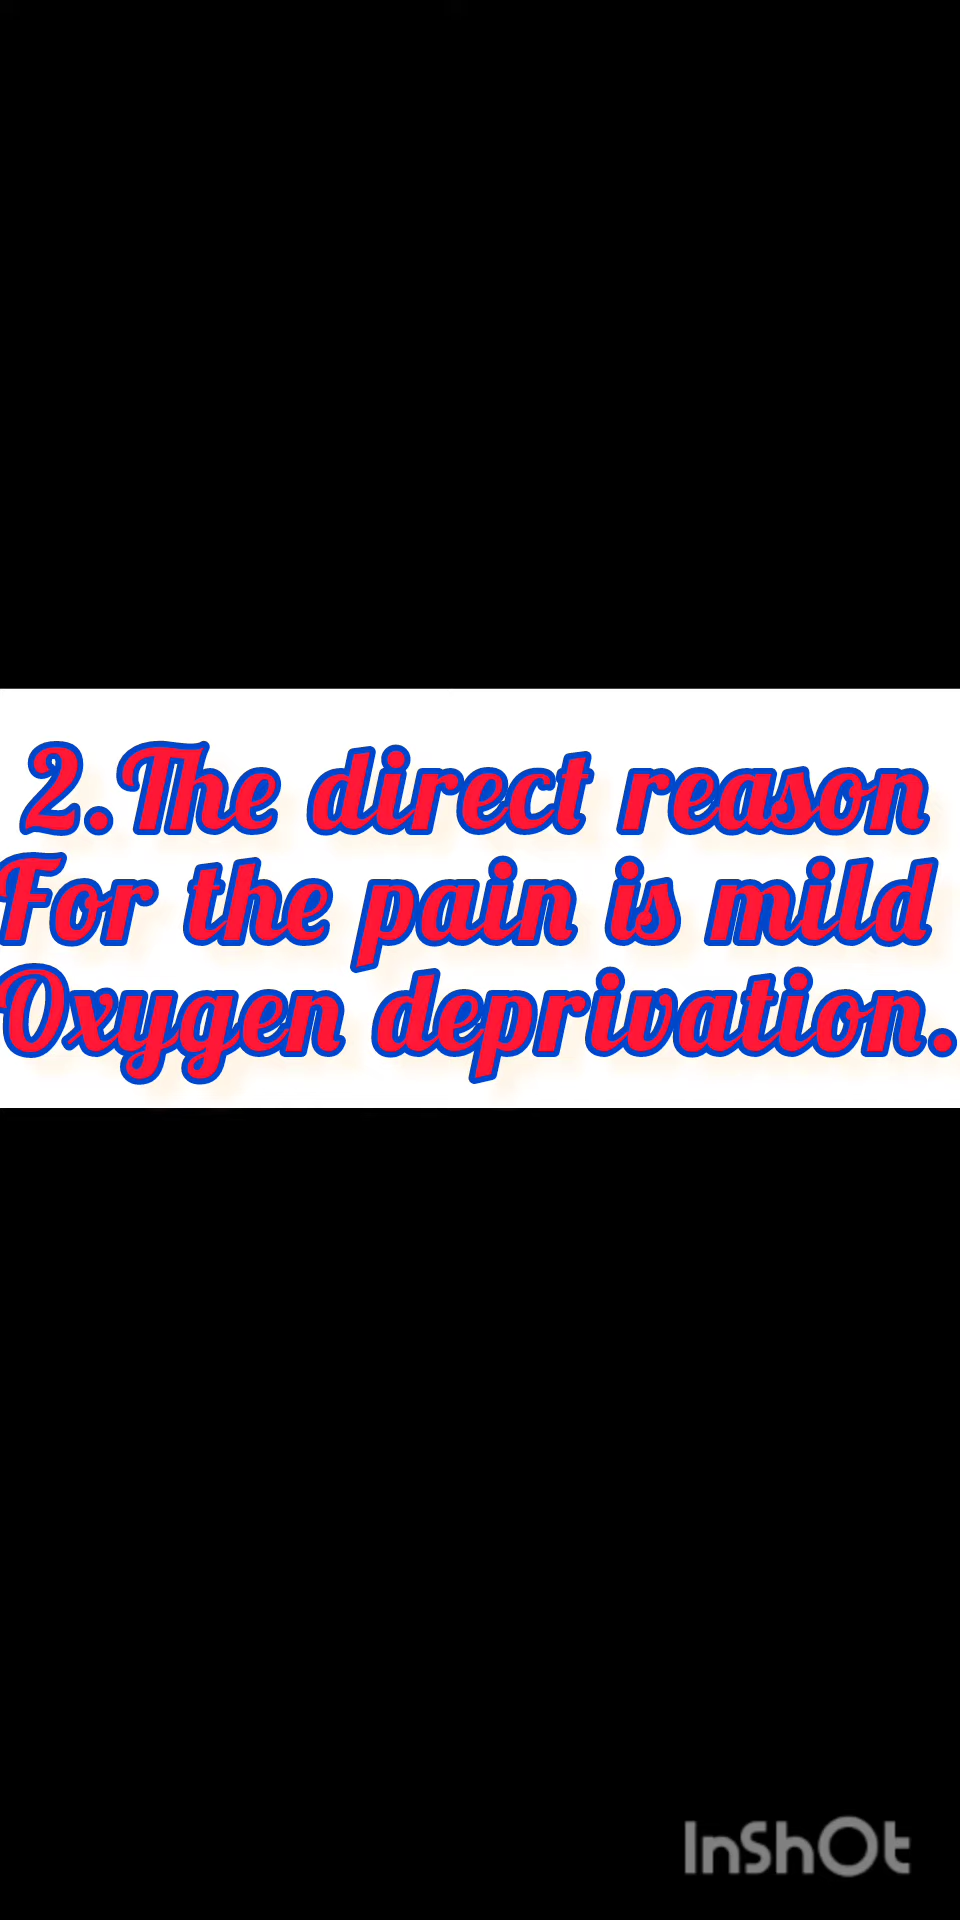 2.The direct reason
For the pain is mild
Oxygen deprivation.
InShOt